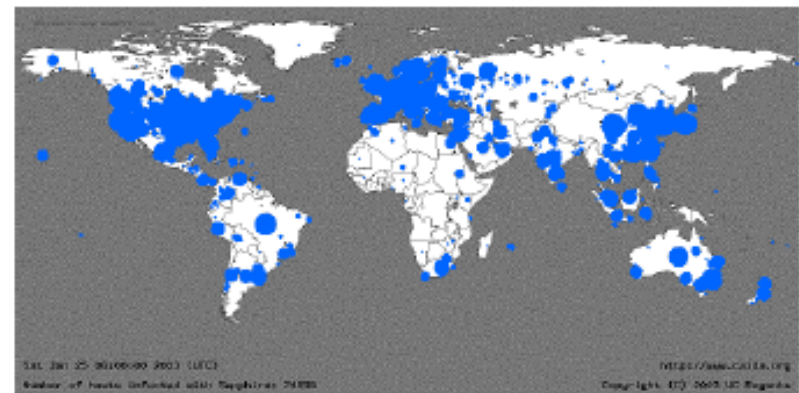 Sat Jan 25 06:00:00 2003 (UTC)
Number of hosts infected with Sapphire: 74855
http://www.caida.org
Copyright (C) 2003 UC Regents